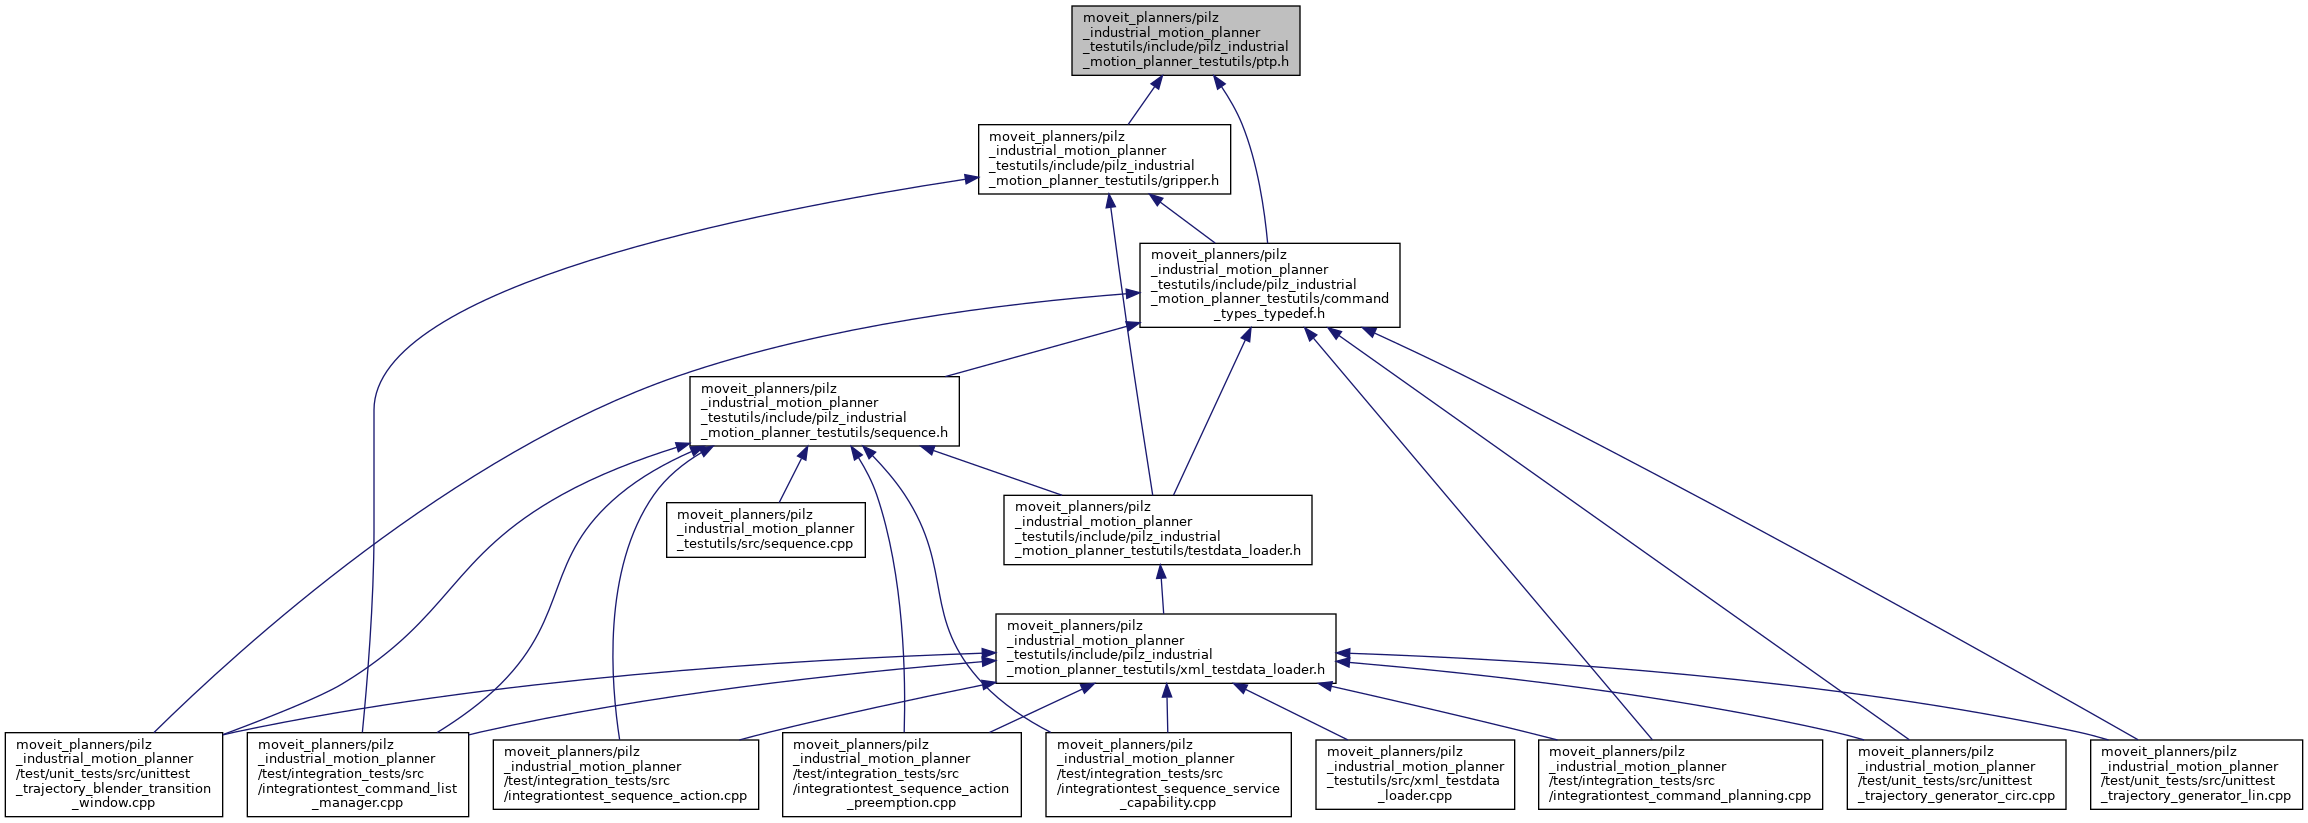 moveit_planners/pilz
_industrial_motion_planner
_testutils/include/pilz_industrial
_motion_planner_testutils/ptp.h
moveit_planners/pilz
_industrial_motion_planner
_testutils/include/pilz_industrial
_motion_planner_testutils/gripper.h
moveit_planners/pilz
_industrial_motion_planner
_testutils/include/pilz_industrial
_motion_planner_testutils/command
_types_typedef.h
moveit_planners/pilz
_industrial_motion_planner
_testutils/include/pilz_industrial
_motion_planner_testutils/sequence.h
moveit_planners/pilz
_industrial_motion_planner
_testutils/src/sequence.cpp
moveit_planners/pilz
_industrial_motion_planner
_testutils/include/pilz_industrial
_motion_planner_testutils/testdata_loader.h
moveit_planners/pilz
_industrial_motion_planner
_testutils/include/pilz_industrial
_motion_planner_testutils/xml_testdata_loader.h
moveit_planners/pilz
_industrial_motion_planner
/test/unit_tests/src/unittest
_trajectory_blender_transition
_window.cpp
moveit_planners/pilz
_industrial_motion_planner
/test/integration_tests/src
/integrationtest_command_list
_manager.cpp
moveit_planners/pilz
_industrial_motion_planner
/test/integration_tests/src
/integrationtest_sequence_action.cpp
moveit_planners/pilz
_industrial_motion_planner
/test/integration_tests/src
/integrationtest_sequence_action
_preemption.cpp
moveit_planners/pilz
_industrial_motion_planner
/test/integration_tests/src
/integrationtest_sequence_service
_capability.cpp
moveit_planners/pilz
_industrial_motion_planner
_testutils/src/xml_testdata
_loader.cpp
moveit_planners/pilz
_industrial_motion_planner
/test/integration_tests/src
/integrationtest_command_planning.cpp
moveit_planners/pilz
_industrial_motion_planner
/test/unit_tests/src/unittest
_trajectory_generator_circ.cpp
moveit_planners/pilz
_industrial_motion_planner
/test/unit_tests/src/unittest
_trajectory_generator_lin.cpp